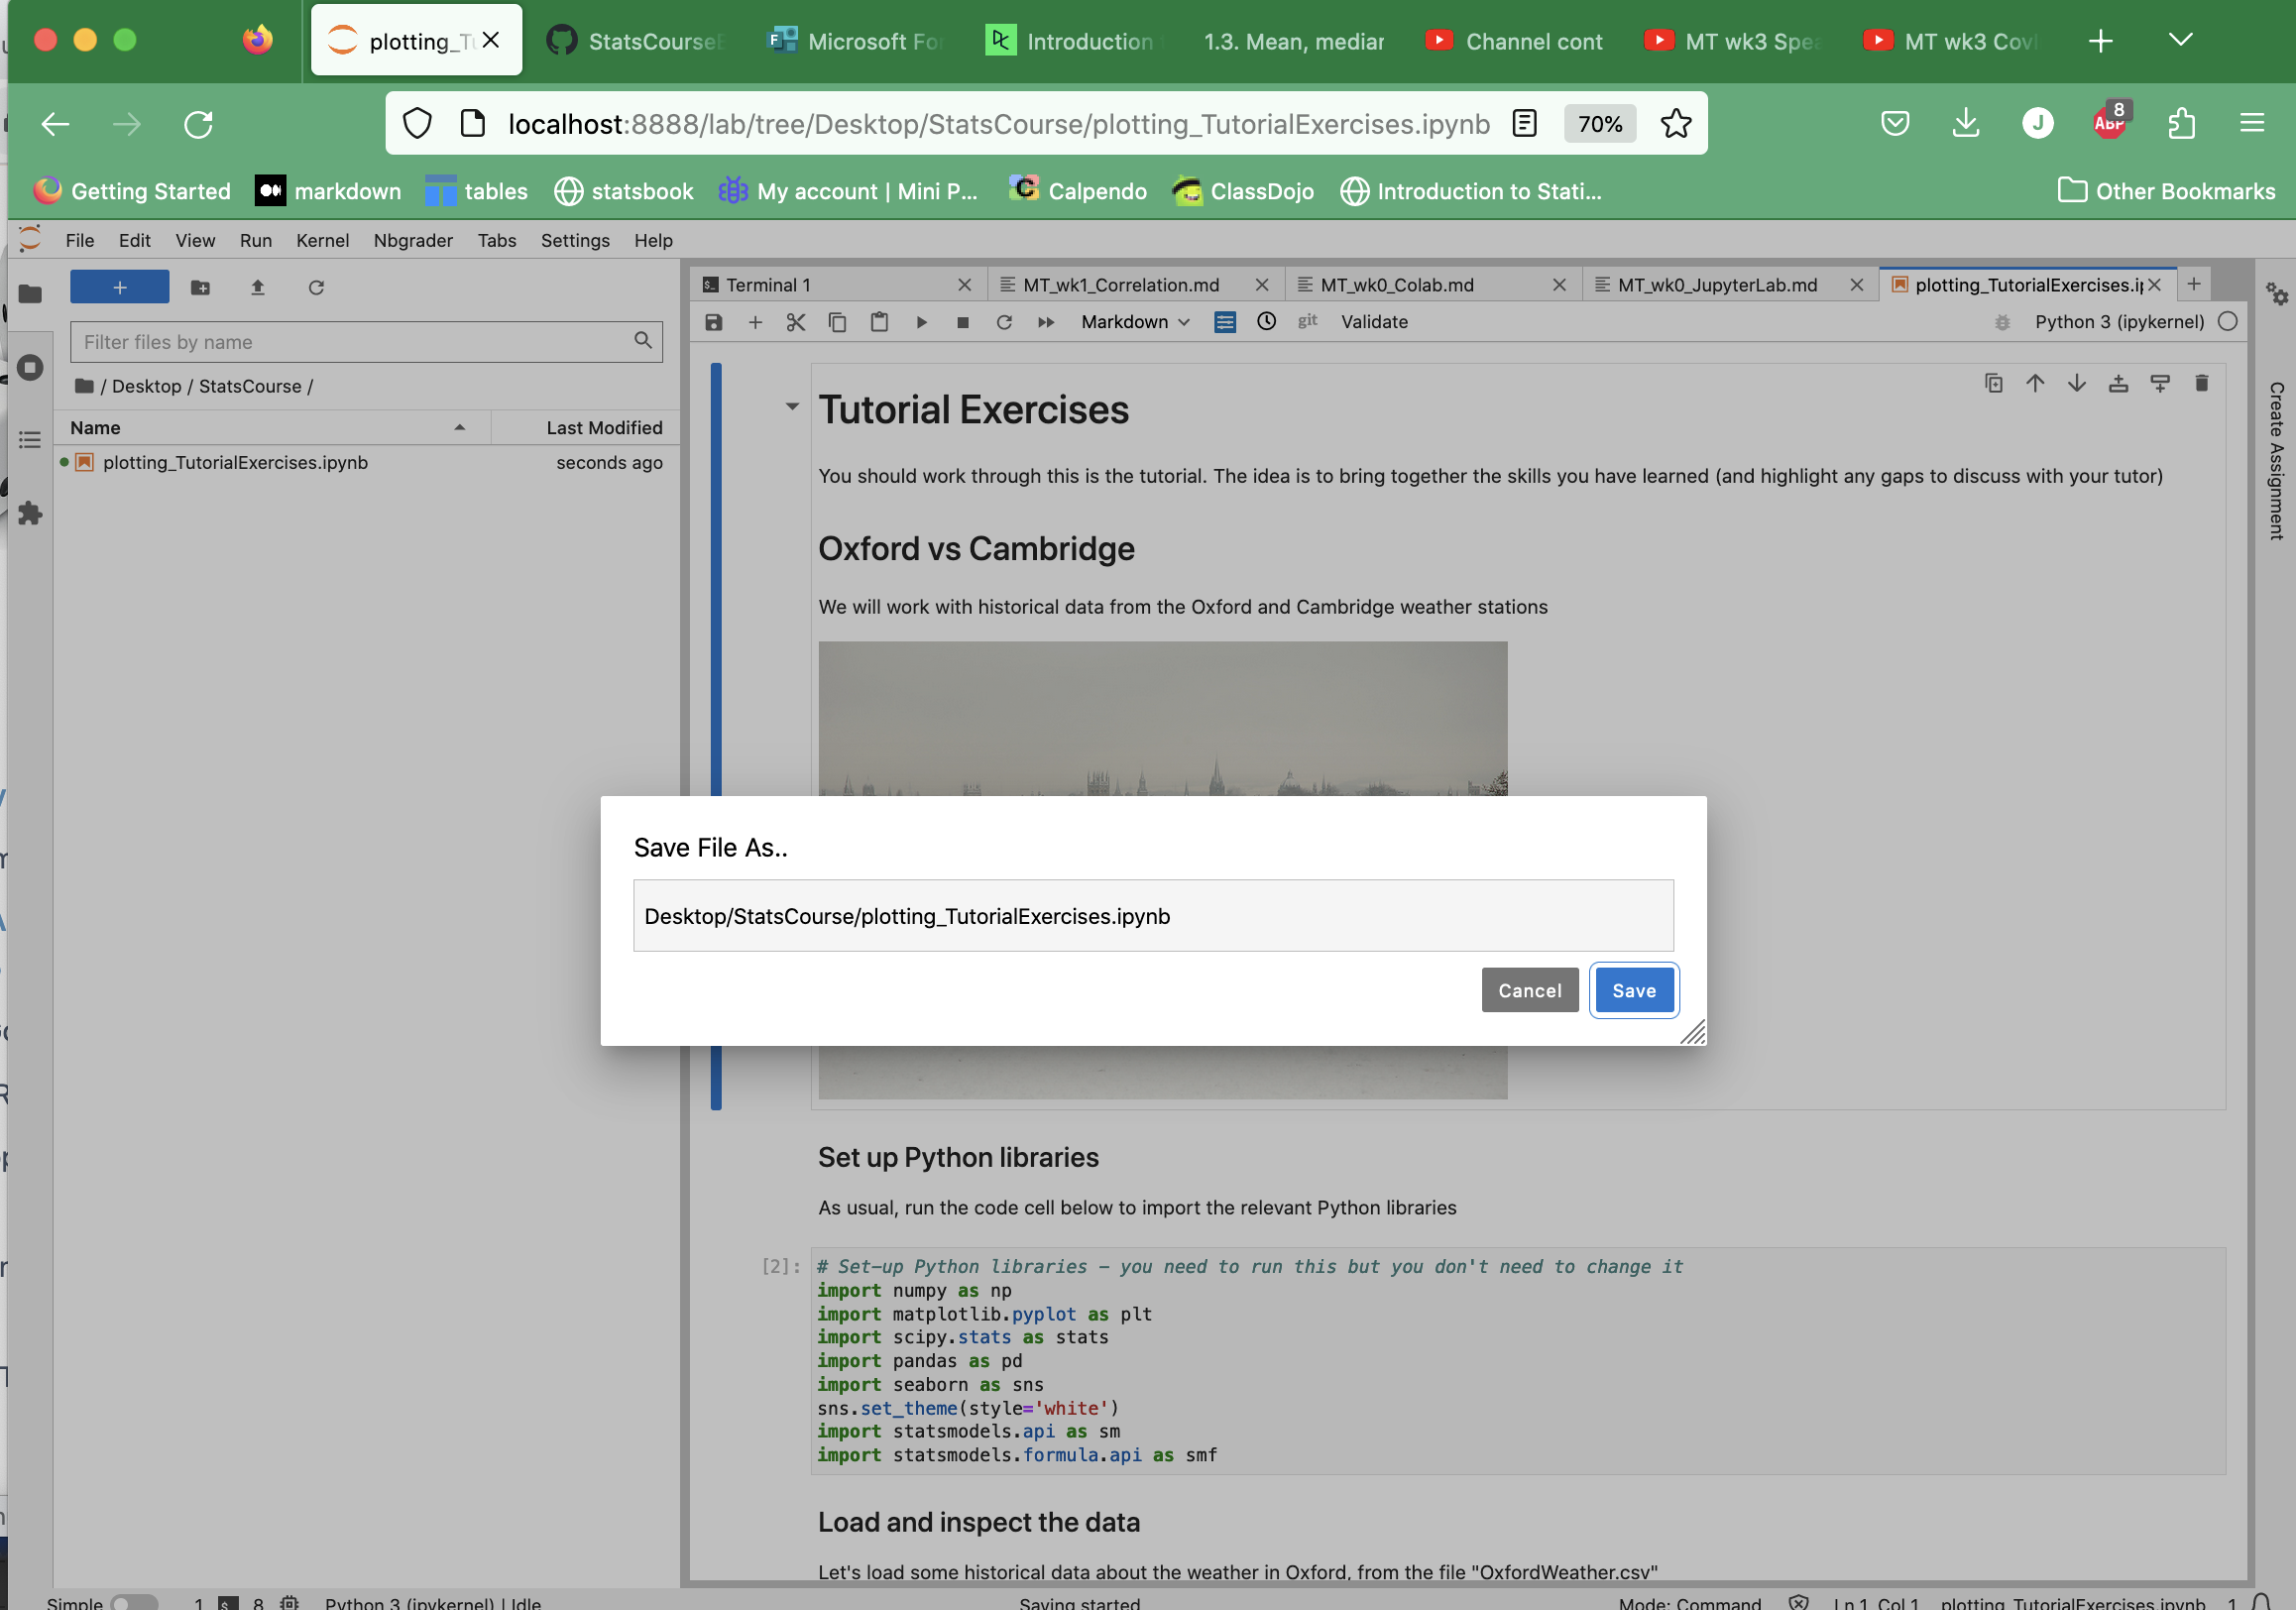 plotting_T
StatsCourse
Microsoft Fo
Introduction
1.3. Mean, median
Channel cont
MT wk3 Spe
MT wk3 Cov
localhost:8888/lab/tree/Desktop/StatsCourse/plotting_TutorialExercises.ipynb
70%
J
ABP
8
Getting Started
markdown
tables
statsbook
My account | Mini P...
Calpendo
ClassDojo
Introduction to Stati...
Other Bookmarks
File Edit View Run Kernel Nbgrader Tabs Settings Help
Terminal 1
MT_wk1_Correlation.md
MT_wk0_Colab.md
MT_wk0_JupyterLab.md
plotting_TutorialExercises.i
Markdown
git
Validate
Python 3 (ipykernel)
Filter files by name
/ Desktop / StatsCourse /
Name
Last Modified
plotting_TutorialExercises.ipynb
seconds ago
Create Assignment
Tutorial Exercises
You should work through this is the tutorial. The idea is to bring together the skills you have learned (and highlight any gaps to discuss with your tutor)
Oxford vs Cambridge
We will work with historical data from the Oxford and Cambridge weather stations
Save File As..
Desktop/StatsCourse/plotting_TutorialExercises.ipynb
Cancel
Save
Set up Python libraries
As usual, run the code cell below to import the relevant Python libraries
[2]:
# Set-up Python libraries - you need to run this but you don't need to change it
import numpy as np
import matplotlib.pyplot as plt
import scipy.stats as stats
import pandas as pd
import seaborn as sns
sns.set_theme(style='white')
import statsmodels.api as sm
import statsmodels.formula.api as smf
Load and inspect the data
Let's load some historical data about the weather in Oxford, from the file "OxfordWeather.csv"
Simple
1
8
Python 3 (ipykernel) | Idle
Saving started
Mode: Command
Ln 1, Col 1
plotting_TutorialExercises.ipynb
1